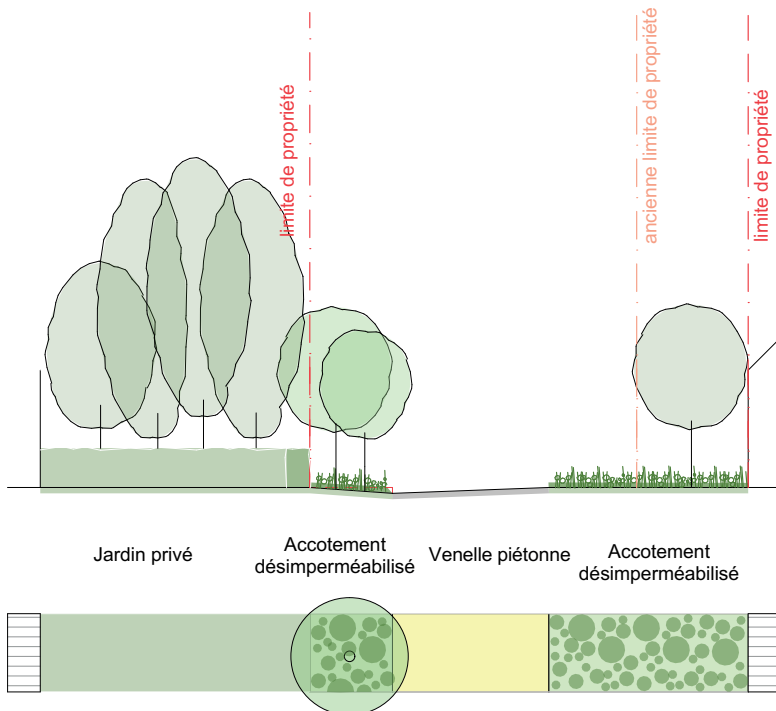 limite de propriété
ancienne limite de propriété
limite de propriété
Jardin privé
Accotement
désimperméabilisé
Venelle piétonne
Accotement
désimperméabilisé